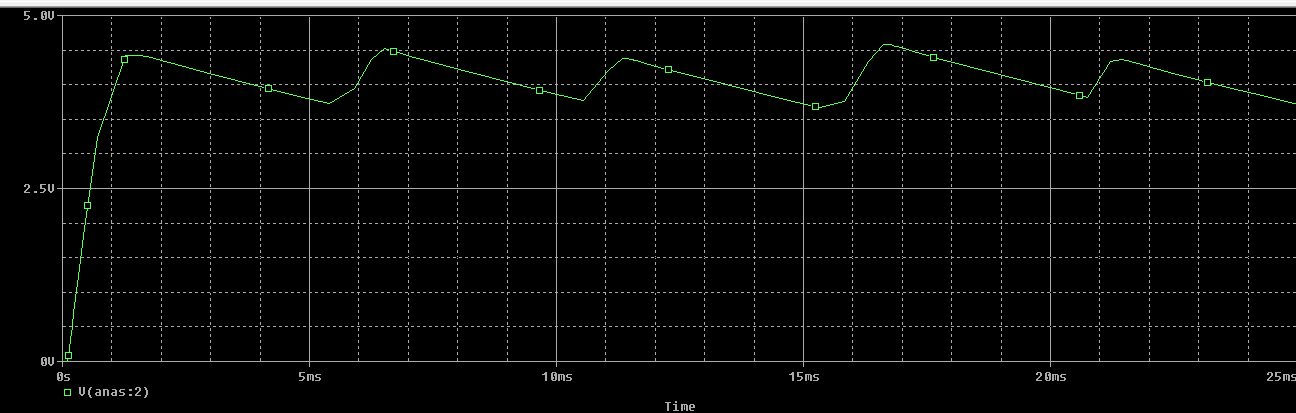 5.0V
2.5V
0V
0s 5ms 10ms 15ms 20ms 25ms
V(anas:2)
Time